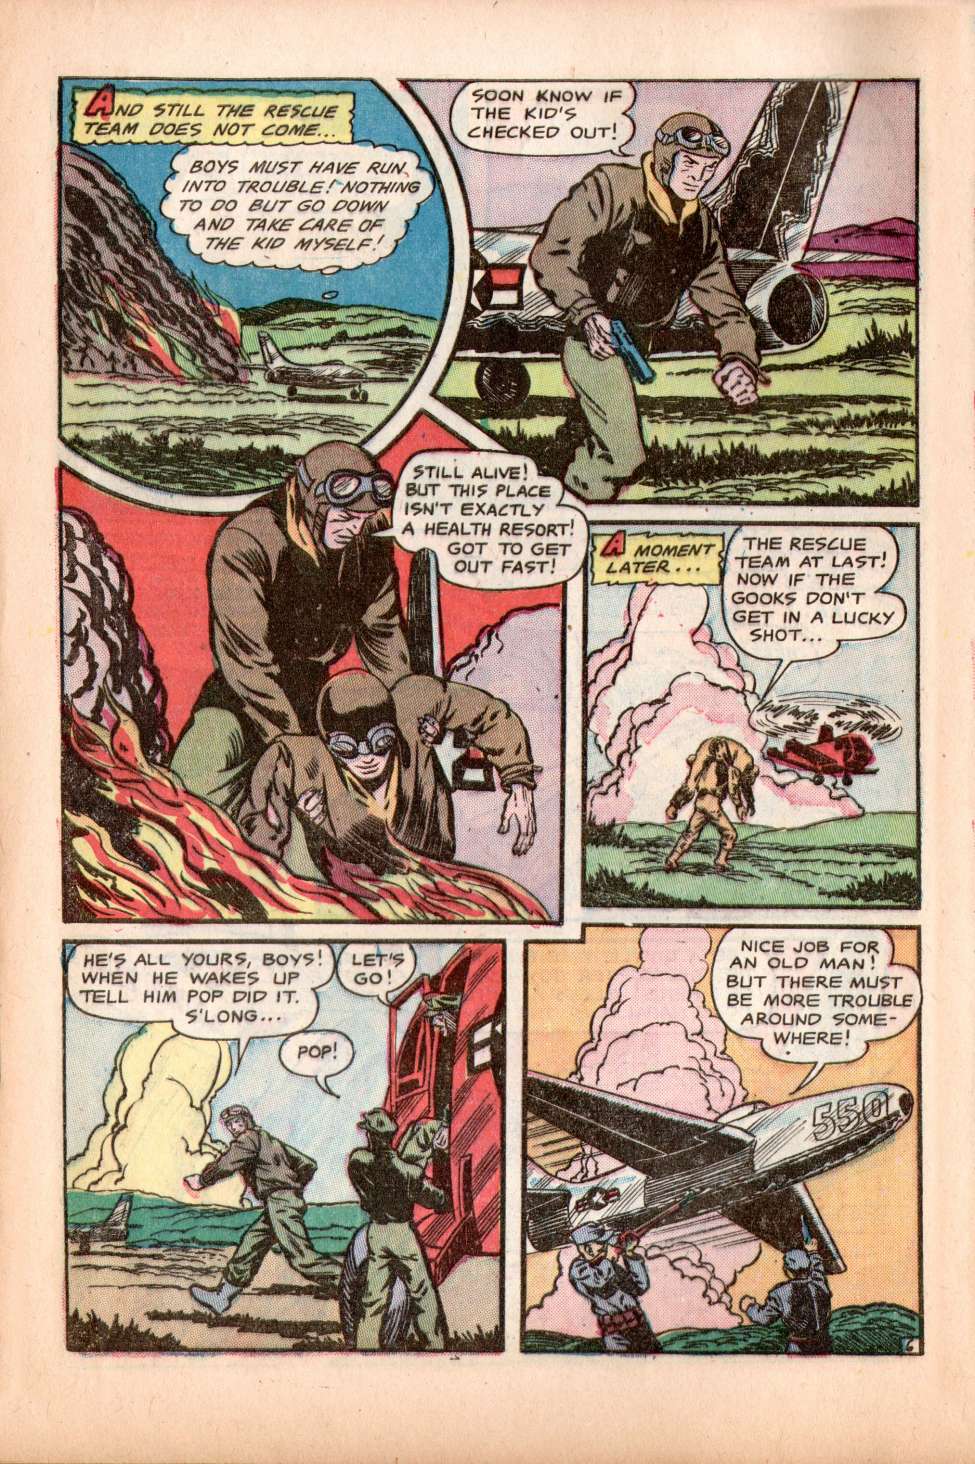 AND STILL THE RESCUE
TEAM DOES NOT COME...
BOYS MUST HAVE RUN
INTO TROUBLE! NOTHING
TO DO BUT GO DOWN
AND TAKE CARE OF
THE KID MYSELF!
SOON KNOW IF
THE KID'S
CHECKED OUT!
STILL ALIVE!
BUT THIS PLACE
ISN'T EXACTLY
A HEALTH RESORT!
GOT TO GET
OUT FAST!
A MOMENT
LATER...
THE RESCUE
TEAM AT LAST!
NOW IF THE
GOOKS DON'T
GET IN A LUCKY
SHOT...
HE'S ALL YOURS, BOYS!
WHEN HE WAKES UP
TELL HIM POP DID IT.
S'LONG...
LET'S
GO!
POP!
NICE JOB FOR
AN OLD MAN!
BUT THERE MUST
BE MORE TROUBLE
AROUND SOME-
WHERE!
550
6